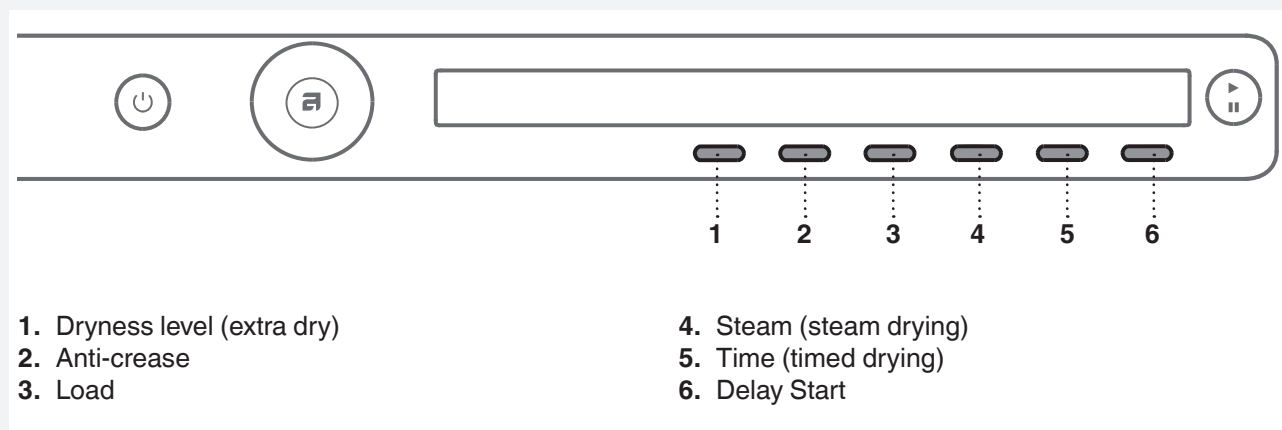 1 2 3 4 5 6
1. Dryness level (extra dry)
2. Anti-crease
3. Load
4. Steam (steam drying)
5. Time (timed drying)
6. Delay Start